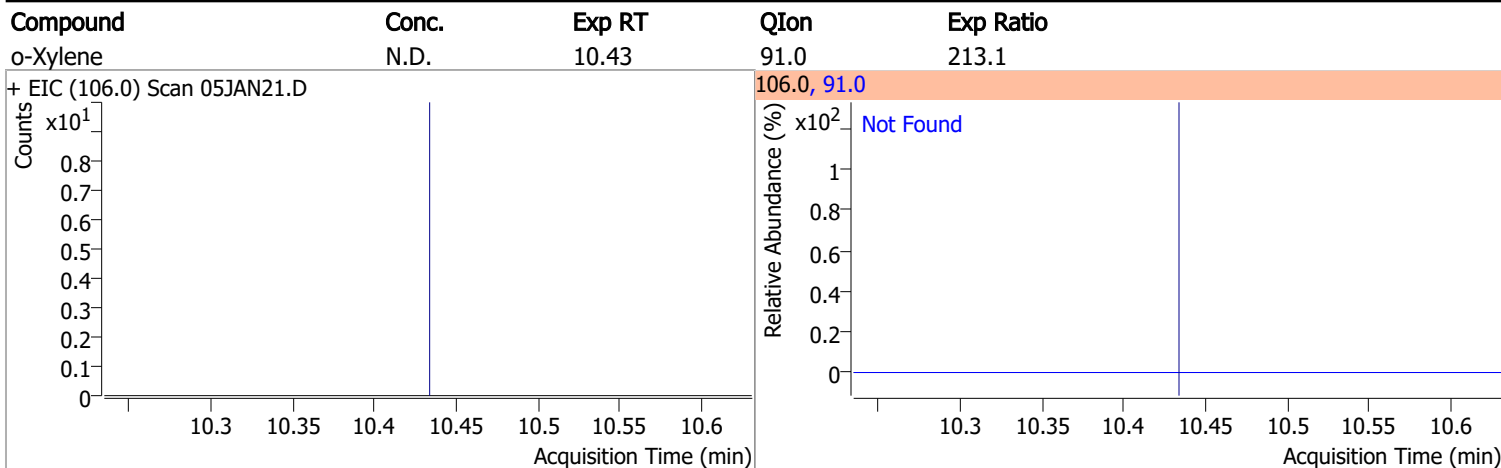 Compound Conc. Exp RT QIon Exp Ratio
o-Xylene N.D. 10.43 91.0 213.1
+ EIC (106.0) Scan 05JAN21.D
Counts
x10¹
0.8
0.7
0.6
0.5
0.4
0.3
0.2
0.1
0
10.3 10.35 10.4 10.45 10.5 10.55 10.6
Acquisition Time (min)
106.0, 91.0
Relative Abundance (%)
x10²
Not Found
1
0.8
0.6
0.4
0.2
0
10.3 10.35 10.4 10.45 10.5 10.55 10.6
Acquisition Time (min)